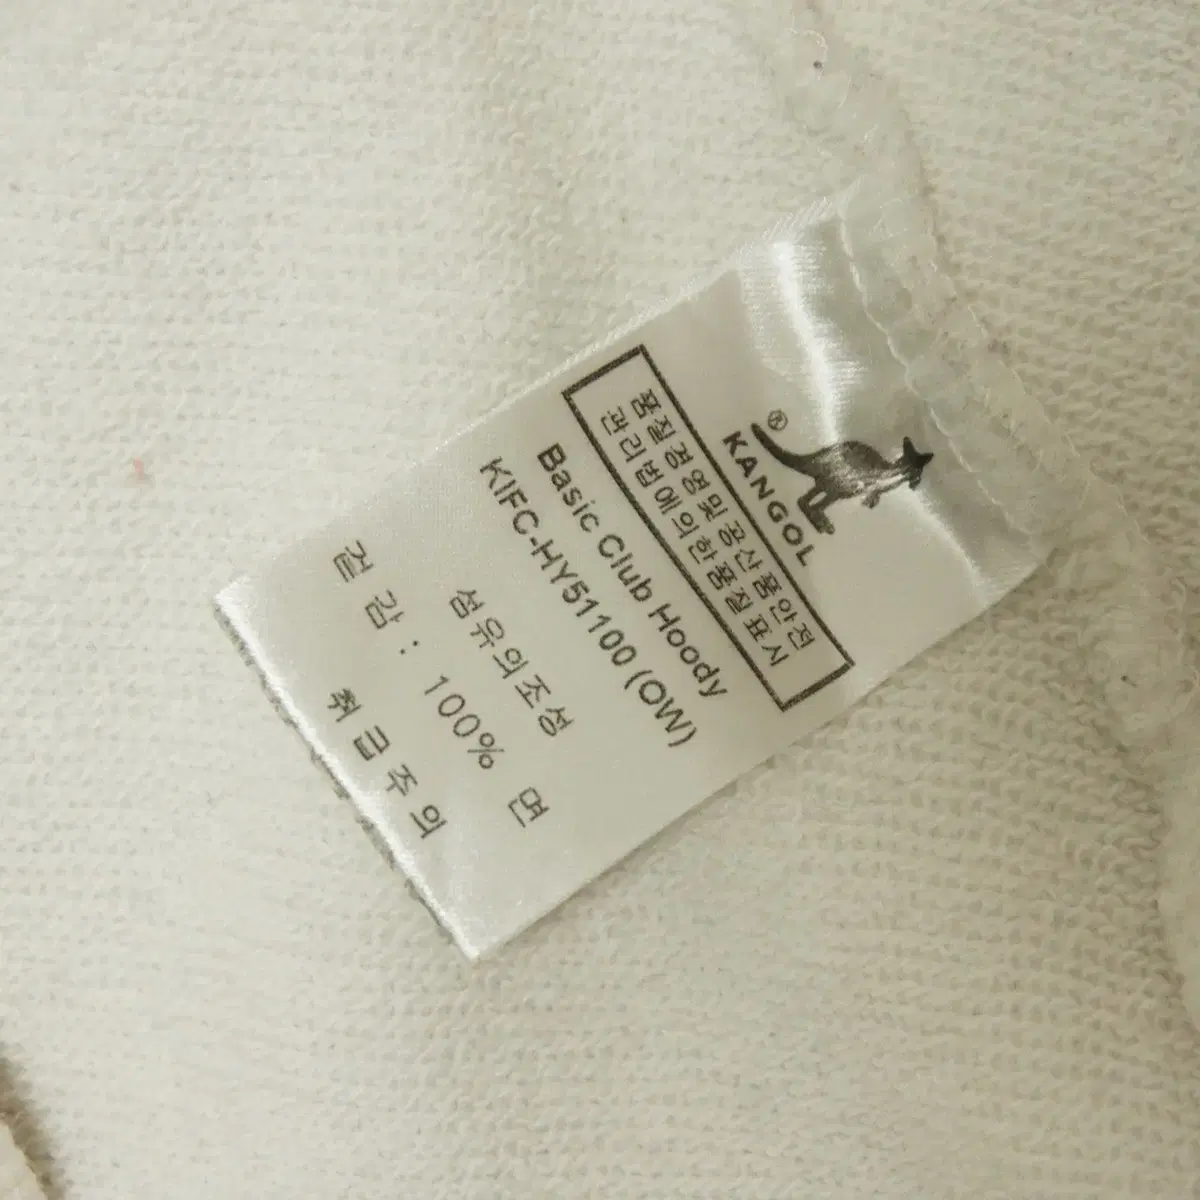 ®
KANGOL
품질경영및공산품안전
관리법에의한품질표시
Basic Club Hoody
KIFC-HY51100 (OW)
섬유의조성
겉감 : 100% 면
취급주의